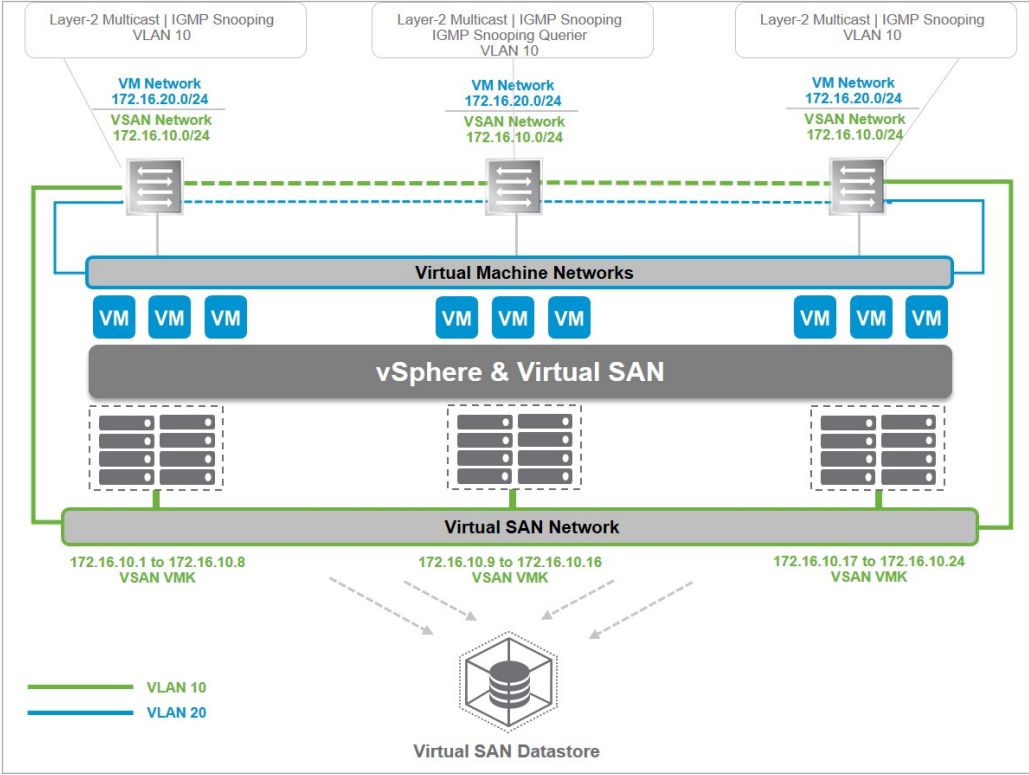 Layer-2 Multicast | IGMP Snooping
VLAN 10
Layer-2 Multicast | IGMP Snooping
IGMP Snooping Querier
VLAN 10
Layer-2 Multicast | IGMP Snooping
VLAN 10
VM Network
172.16.20.0/24
VSAN Network
172.16.10.0/24
VM Network
172.16.20.0/24
VSAN Network
172.16.10.0/24
VM Network
172.16.20.0/24
VSAN Network
172.16.10.0/24
Virtual Machine Networks
VM
VM
VM
VM
VM
VM
VM
VM
VM
vSphere & Virtual SAN
Virtual SAN Network
172.16.10.1 to 172.16.10.8
VSAN VMK
172.16.10.9 to 172.16.10.16
VSAN VMK
172.16.10.17 to 172.16.10.24
VSAN VMK
VLAN 10
VLAN 20
Virtual SAN Datastore